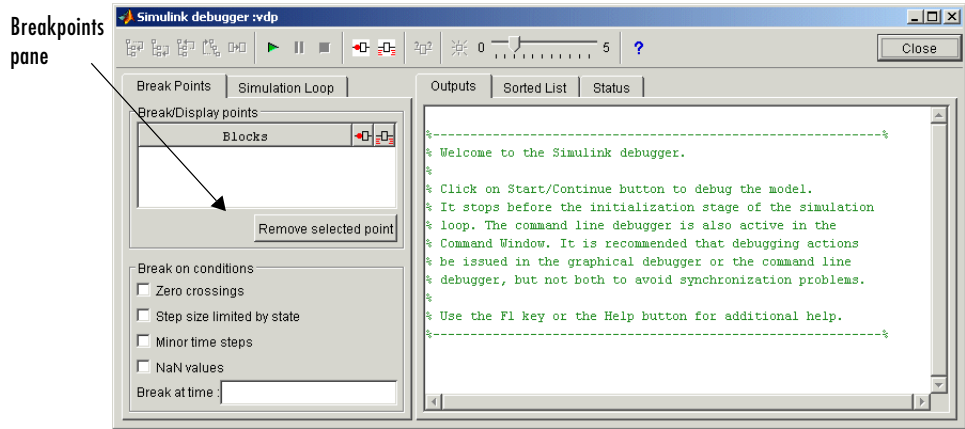 Breakpoints
pane
Simulink debugger :vdp
0 5 ? Close
Break Points Simulation Loop
Break/Display points
Blocks
Remove selected point
Break on conditions
Zero crossings
Step size limited by state
Minor time steps
NaN values
Break at time :
Outputs Sorted List Status
%------------------------------------------------------------%
% Welcome to the Simulink debugger.
%
% Click on Start/Continue button to debug the model.
% It stops before the initialization stage of the simulation
% loop. The command line debugger is also active in the
% Command Window. It is recommended that debugging actions
% be issued in the graphical debugger or the command line
% debugger, but not both to avoid synchronization problems.
%
% Use the F1 key or the Help button for additional help.
%------------------------------------------------------------%